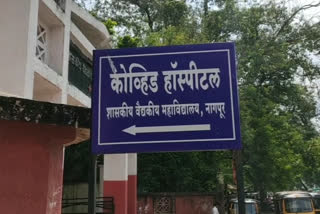 कोव्हिड हॉस्पीटल
शासकीय वैद्यकीय महाविद्यालय, नागपूर